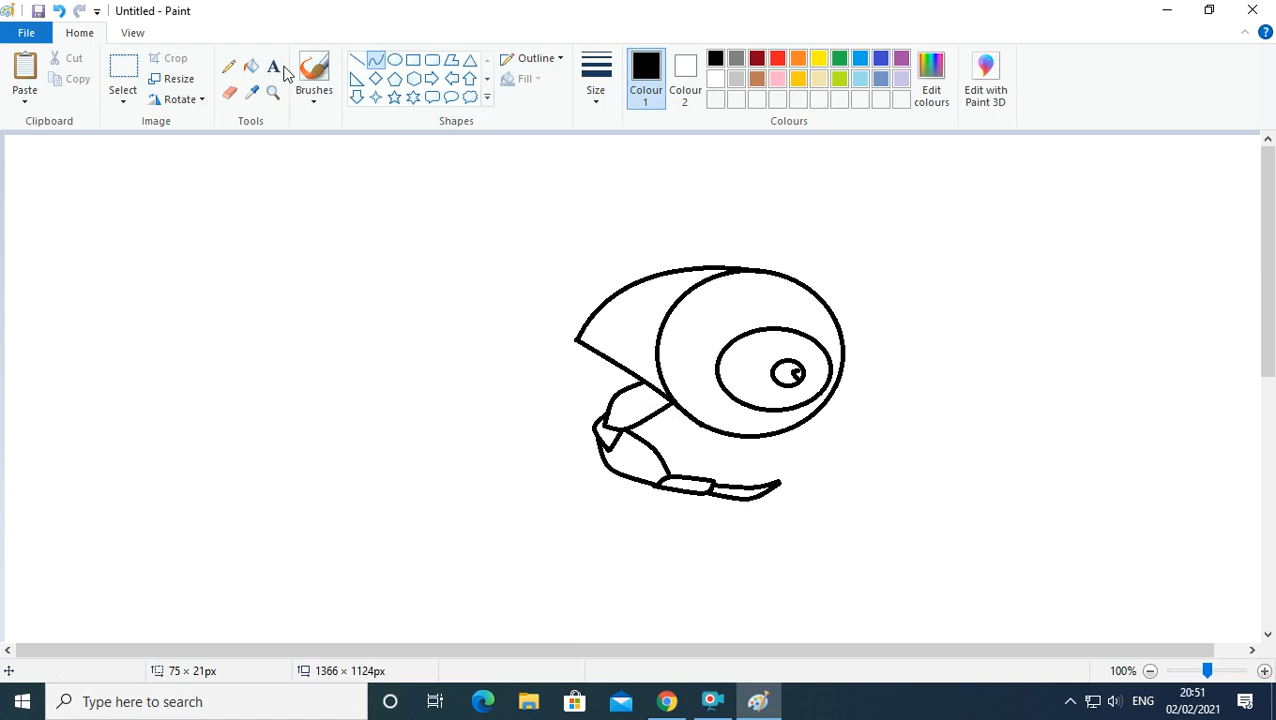 Untitled - Paint
File
Home
View
Paste
Cut
Copy
Clipboard
Select
Crop
Resize
Rotate
Image
A
Tools
Brushes
Shapes
Outline
Fill
Size
Colour
1
Colour
2
Edit
colours
Colours
Edit with
Paint 3D
75 × 21px
1366 × 1124px
100%
Type here to search
ENG
20:51
02/02/2021